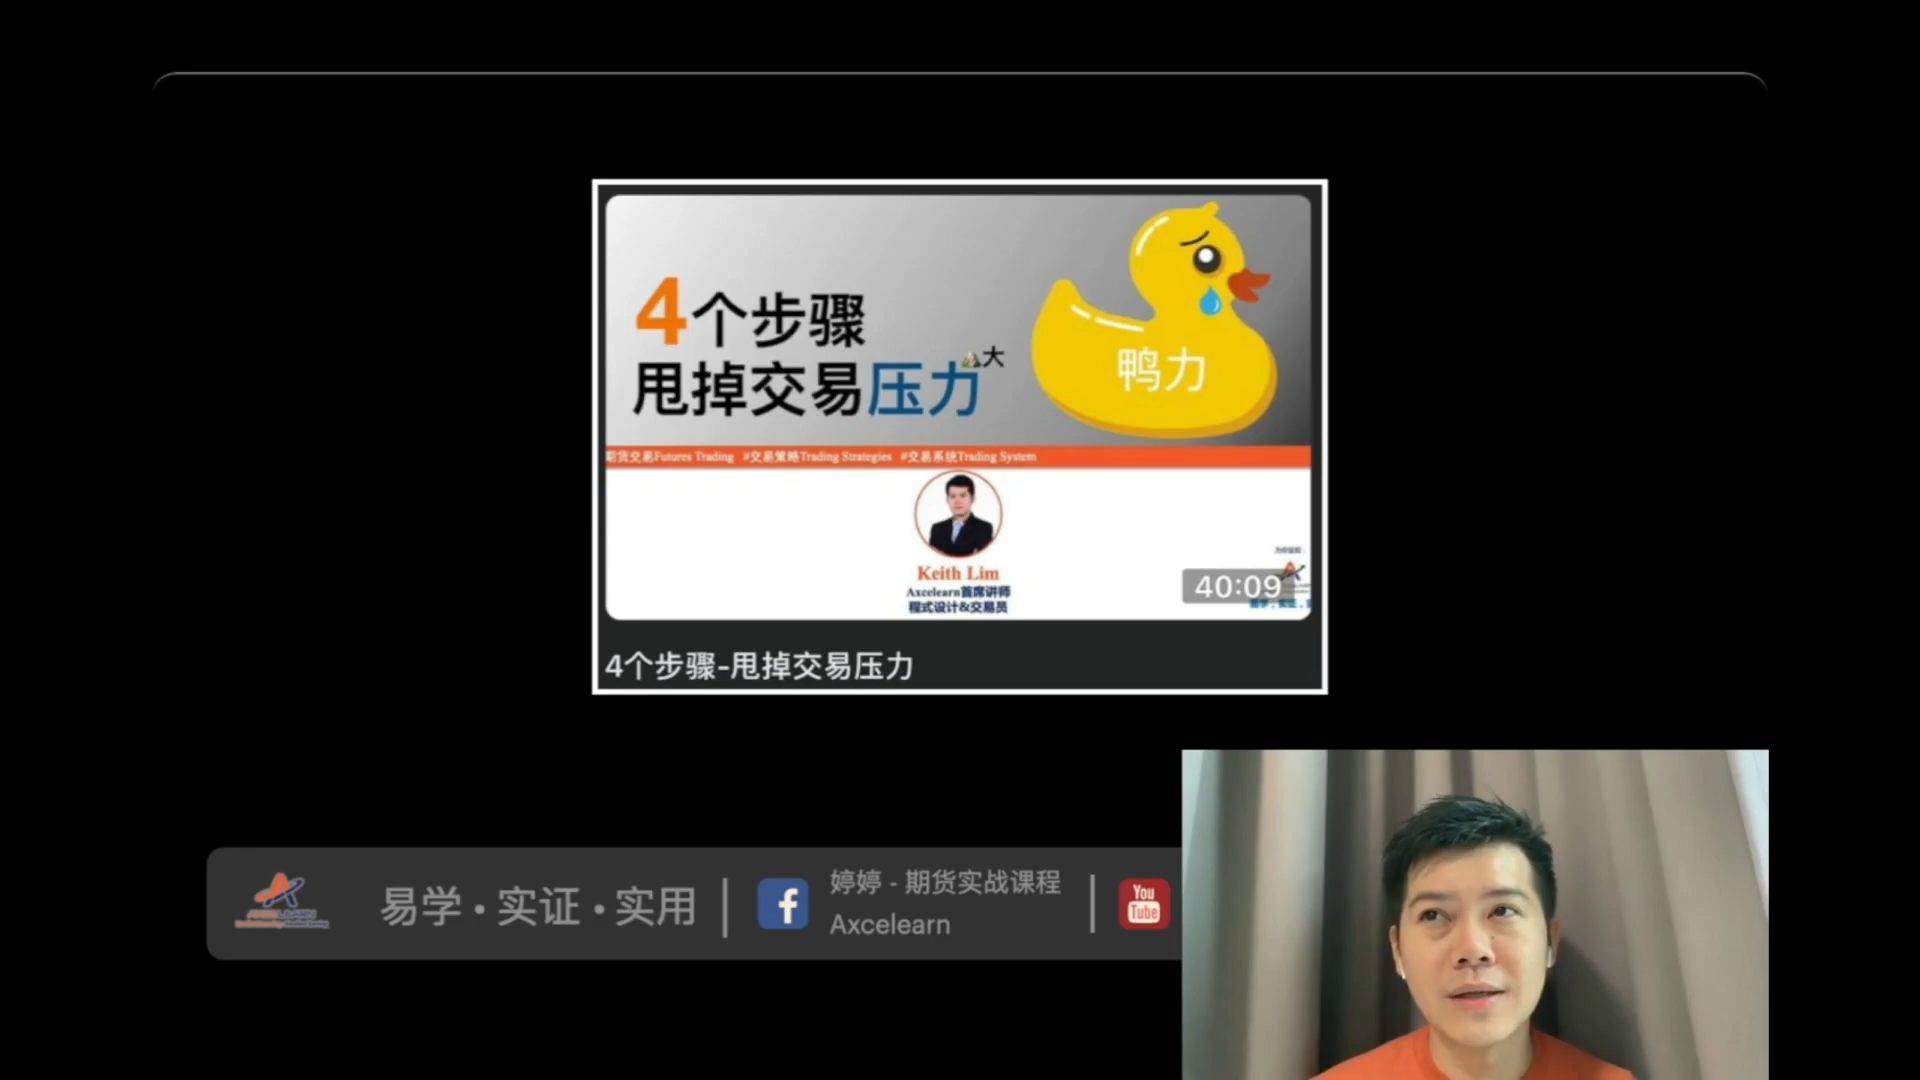 4个步骤
甩掉交易压力
大
鸭力
期货交易Futures Trading #交易策略Trading Strategies #交易系统Trading System
Keith Lim
Axcelearn首席讲师
程式设计&交易员
40:09
4个步骤-甩掉交易压力
易学•实证•实用
婷婷 - 期货实战课程
Axcelearn
You
Tube